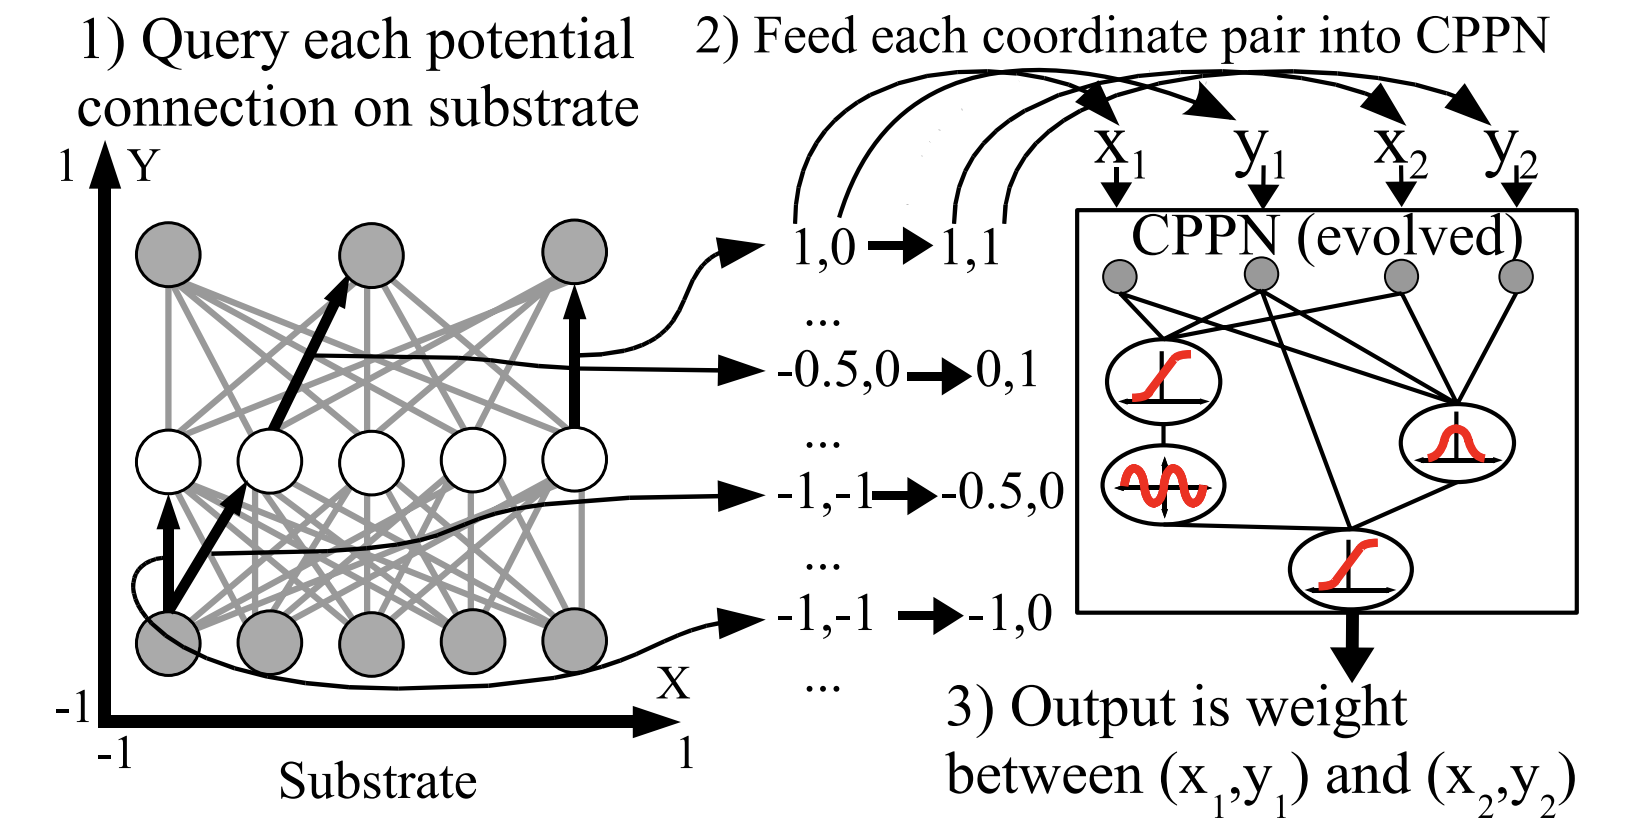 1) Query each potential
connection on substrate
2) Feed each coordinate pair into CPPN
1
Y
x1
y1
x2
y2
1,0 1,1
CPPN (evolved)
...
-0.5,0 0,1
...
-1,-1 -0.5,0
...
-1,-1 -1,0
...
X
-1
-1
1
Substrate
3) Output is weight
between (x1,y1) and (x2,y2)